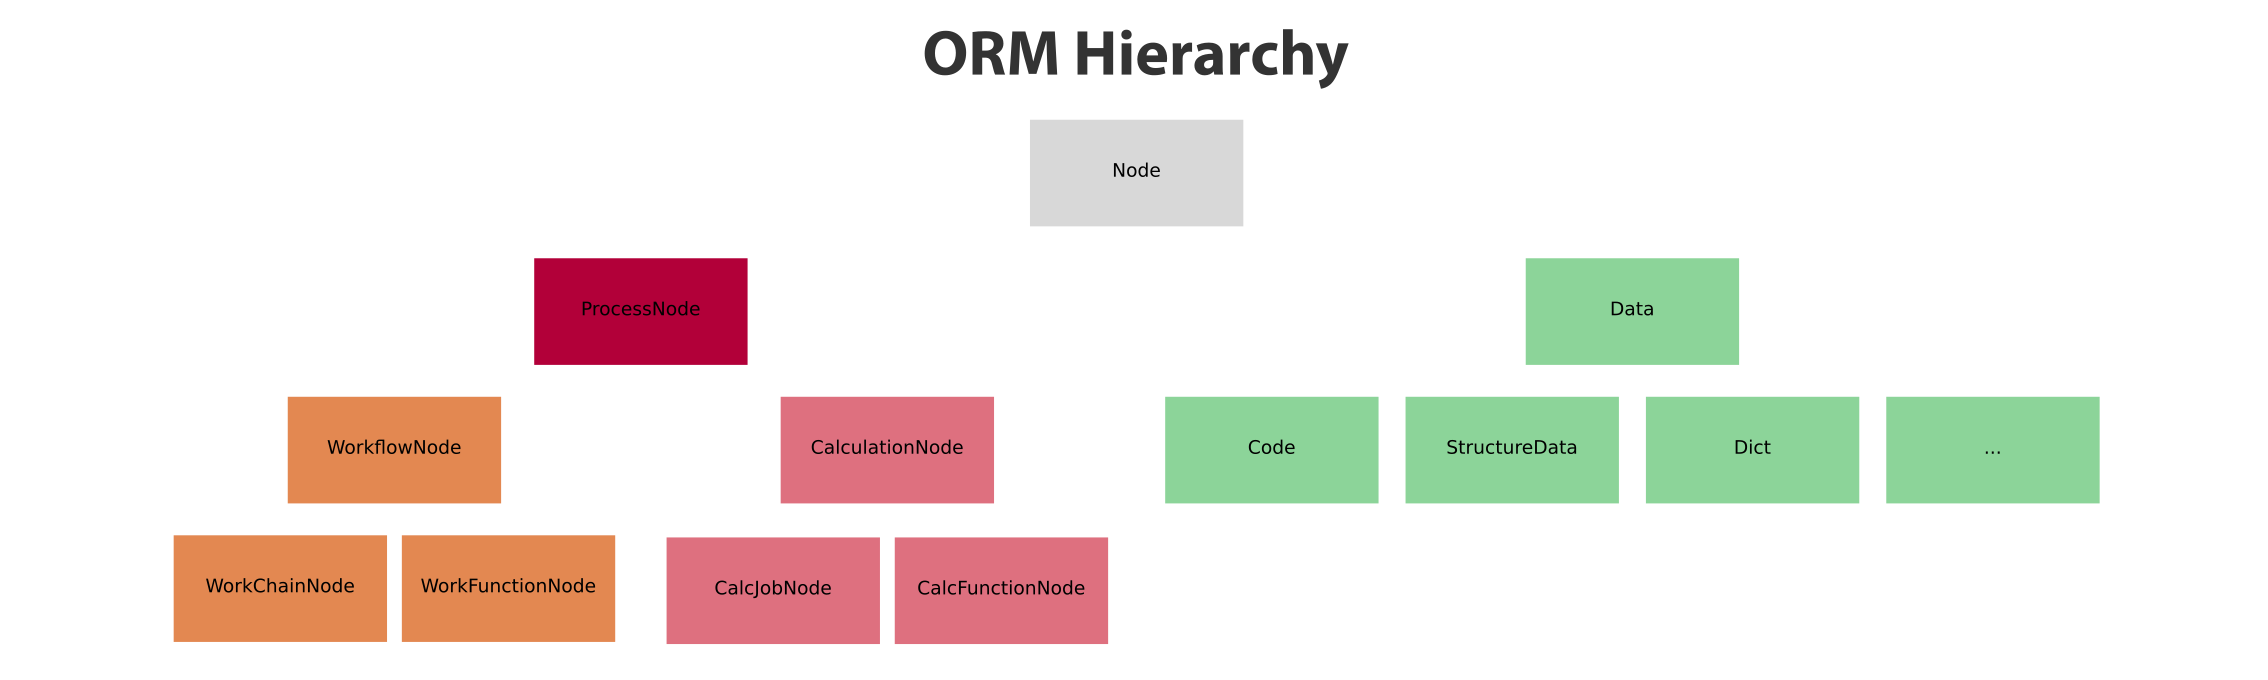 ORM Hierarchy
Node
ProcessNode
Data
WorkflowNode
CalculationNode
Code
StructureData
Dict
...
WorkChainNode
WorkFunctionNode
CalcJobNode
CalcFunctionNode